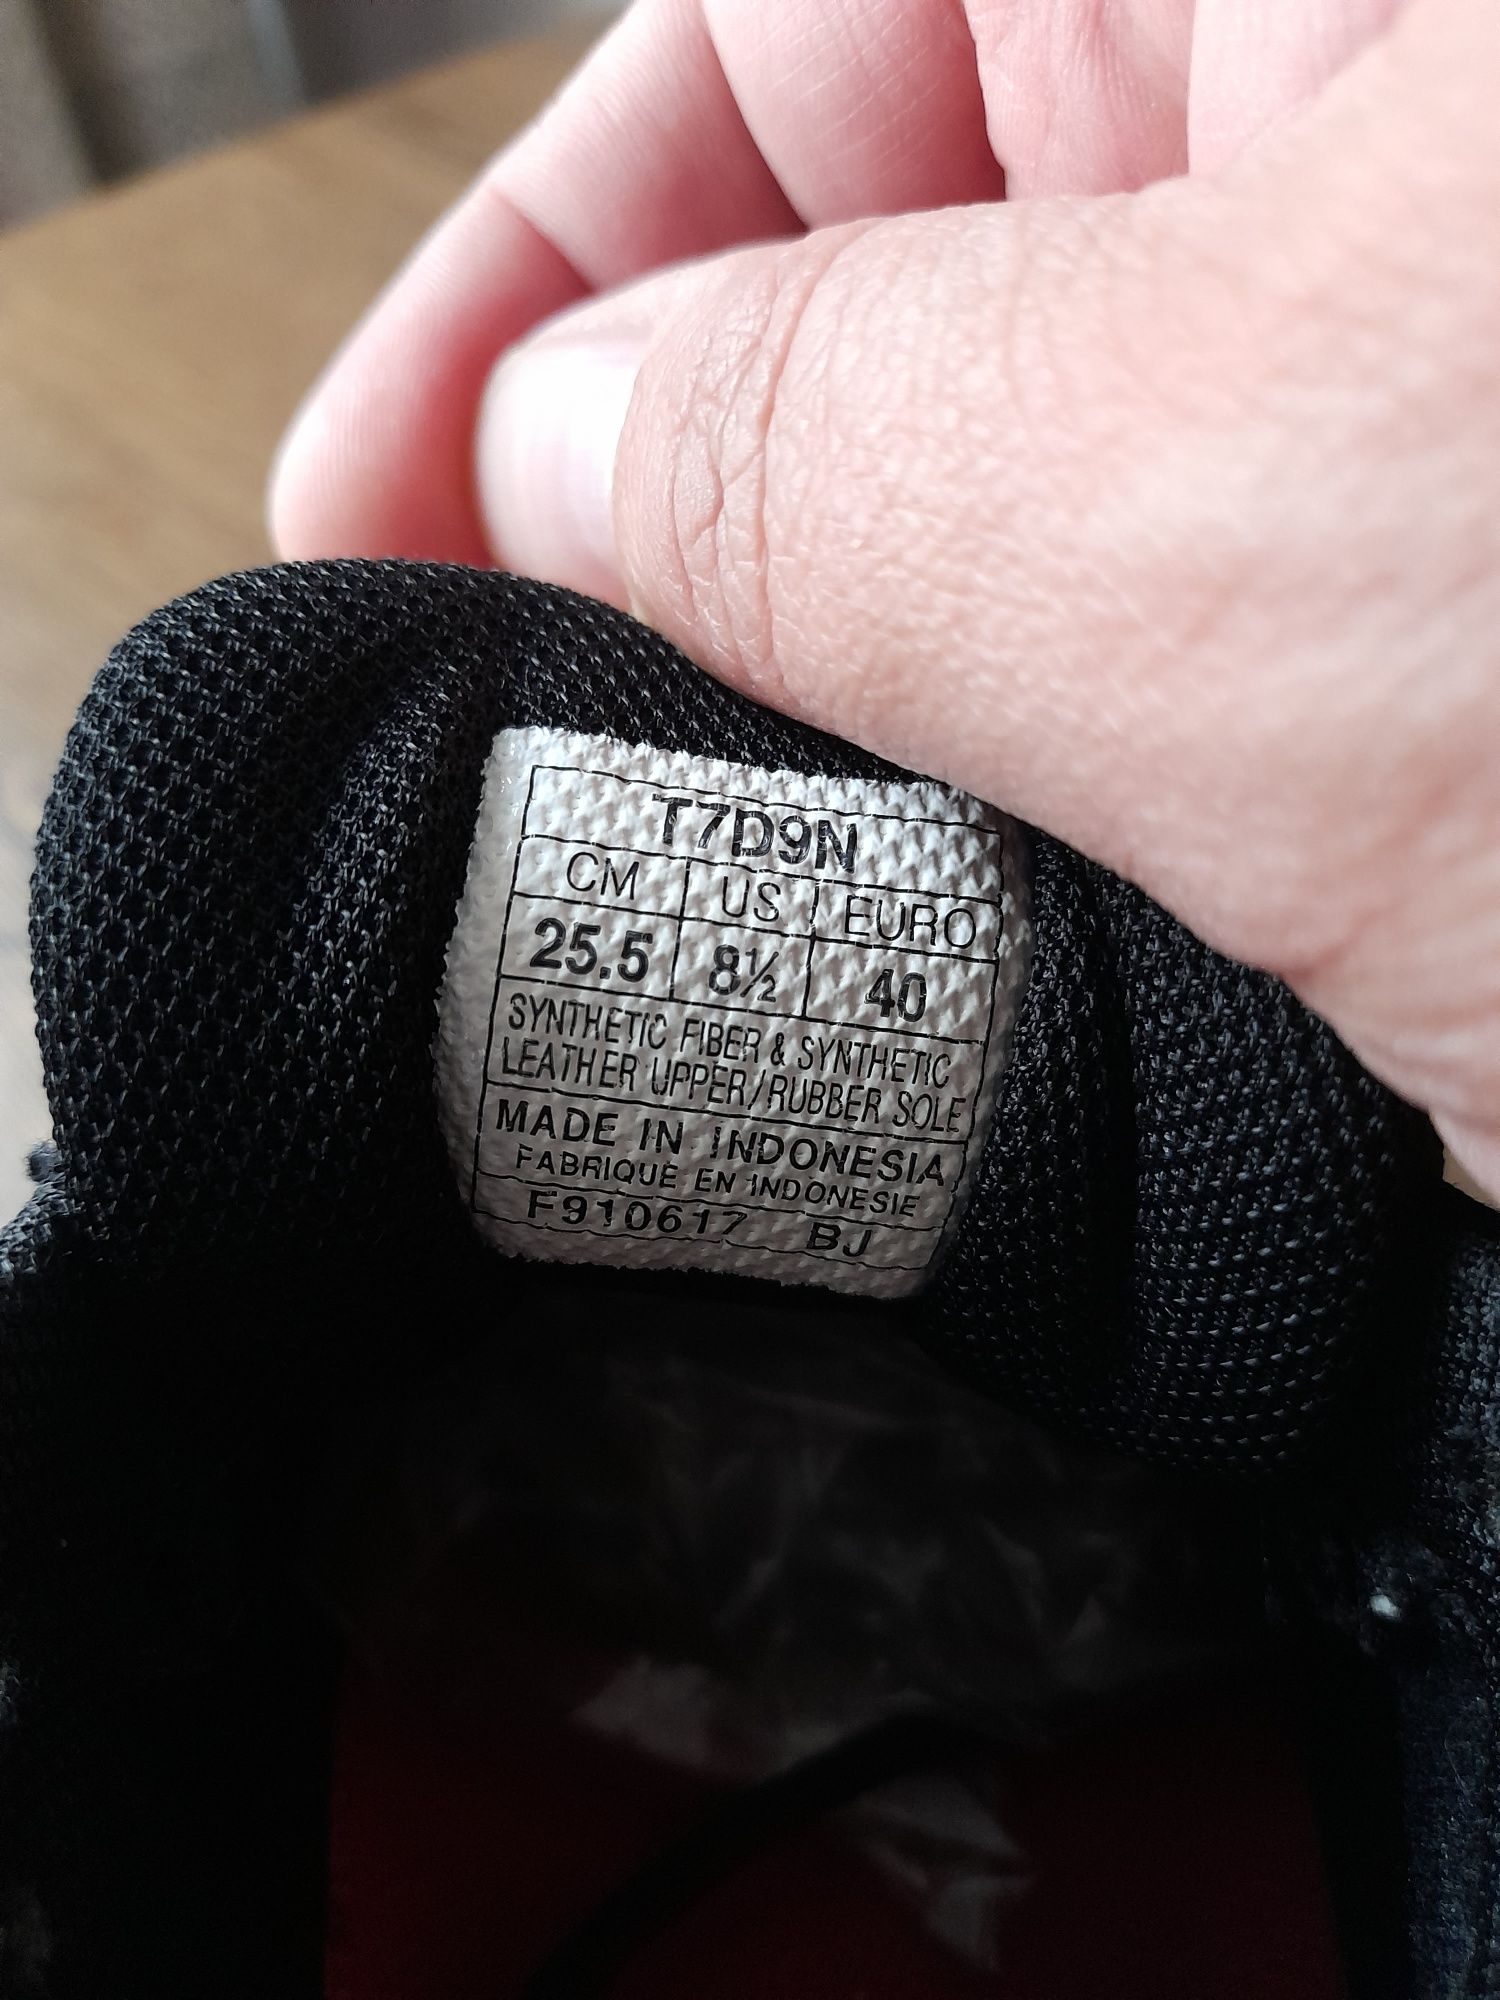 T7D9N
CM US EURO
25.5 8½ 40
SYNTHETIC FIBER & SYNTHETIC
LEATHER UPPER/RUBBER SOLE
MADE IN INDONESIA
FABRIQUE EN INDONESIE
F910617 BJ